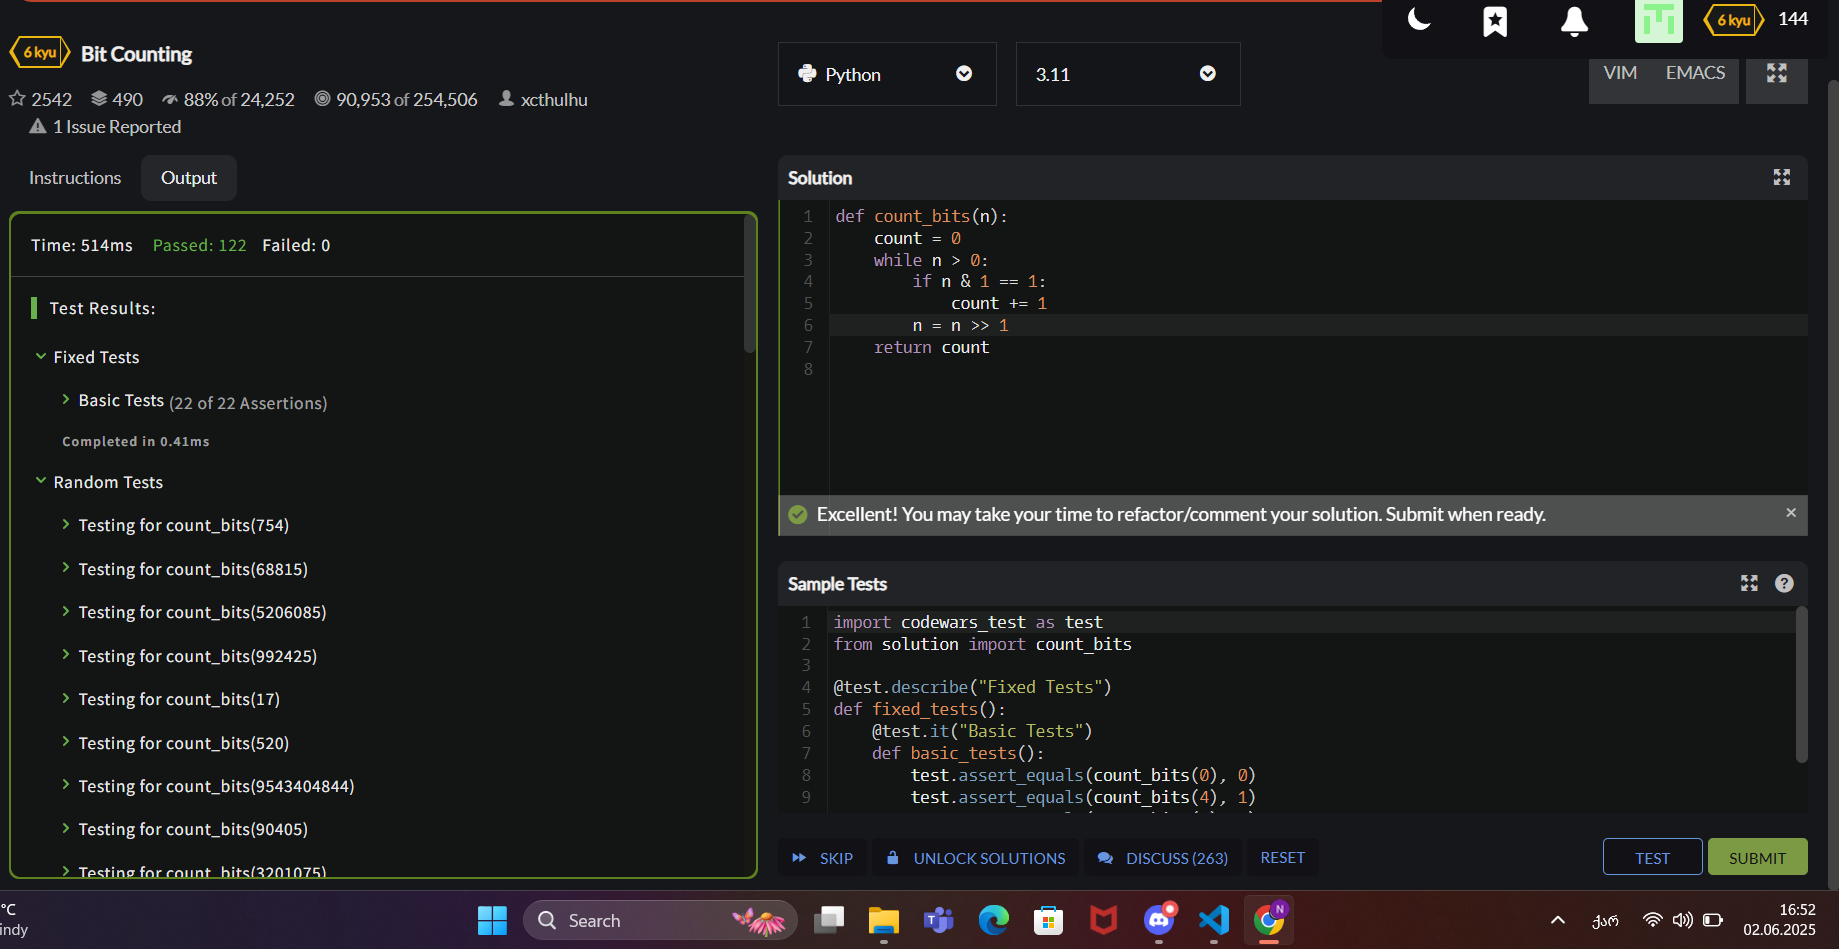 6 kyu Bit Counting
2542 490 88% of 24,252 90,953 of 254,506 xcthulhu
1 Issue Reported
Python
3.11
6 kyu 144
VIM EMACS
Instructions Output
Time: 514ms Passed: 122 Failed: 0
Test Results:
Fixed Tests
Basic Tests (22 of 22 Assertions)
Completed in 0.41ms
Random Tests
Testing for count_bits(754)
Testing for count_bits(68815)
Testing for count_bits(5206085)
Testing for count_bits(992425)
Testing for count_bits(17)
Testing for count_bits(520)
Testing for count_bits(9543404844)
Testing for count_bits(90405)
Testing for count_bits(3201075)
Solution
1 def count_bits(n):
2 count = 0
3 while n > 0:
4 if n & 1 == 1:
5 count += 1
6 n = n >> 1
7 return count
8
Excellent! You may take your time to refactor/comment your solution. Submit when ready.
Sample Tests
1 import codewars_test as test
2 from solution import count_bits
3
4 @test.describe("Fixed Tests")
5 def fixed_tests():
6 @test.it("Basic Tests")
7 def basic_tests():
8 test.assert_equals(count_bits(0), 0)
9 test.assert_equals(count_bits(4), 1)
SKIP UNLOCK SOLUTIONS DISCUSS (263) RESET TEST SUBMIT
°C
indy
Search
N
ქარ
16:52
02.06.2025